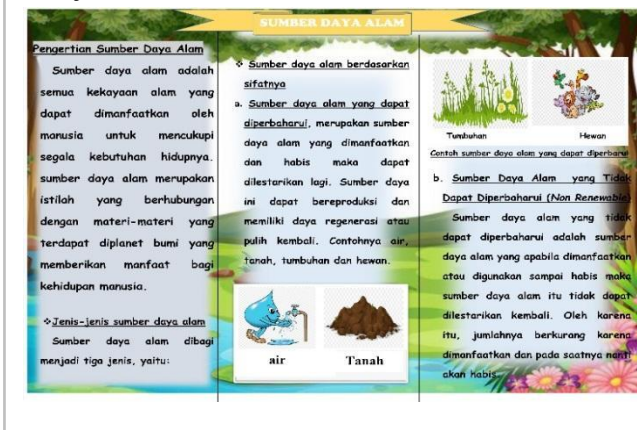 SUMBER DAYA ALAM
Pengertian Sumber Daya Alam
Sumber daya alam adalah
semua kekayaan alam yang
dapat dimanfaatkan oleh
manusia untuk mencukupi
segala kebutuhan hidupnya.
sumber daya alam merupakan
istilah yang berhubungan
dengan materi-materi yang
terdapat diplanet bumi yang
memberikan manfaat bagi
kehidupan manusia.
❖Jenis-jenis sumber daya alam
Sumber daya alam dibagi
menjadi tiga jenis, yaitu:
❖ Sumber daya alam berdasarkan
sifatnya
a. Sumber daya alam yang dapat
diperbaharui, merupakan sumber
daya alam yang dimanfaatkan
dan habis maka dapat
dilestarikan lagi. Sumber daya
ini dapat bereproduksi dan
memiliki daya regenerasi atau
pulih kembali. Contohnya air,
tanah, tumbuhan dan hewan.
air Tanah
Tumbuhan Hewan
Contoh sumber daya alam yang dapat diperbarui
b. Sumber Daya Alam yang Tidak
Dapat Diperbaharui (Non Renewable)
Sumber daya alam yang tidak
dapat diperbaharui adalah sumber
daya alam yang apabila dimanfaatkan
atau digunakan sampai habis maka
sumber daya alam itu tidak dapat
dilestarikan kembali. Oleh karena
itu, jumlahnya berkurang karena
dimanfaatkan dan pada saatnya nanti
akan habis.